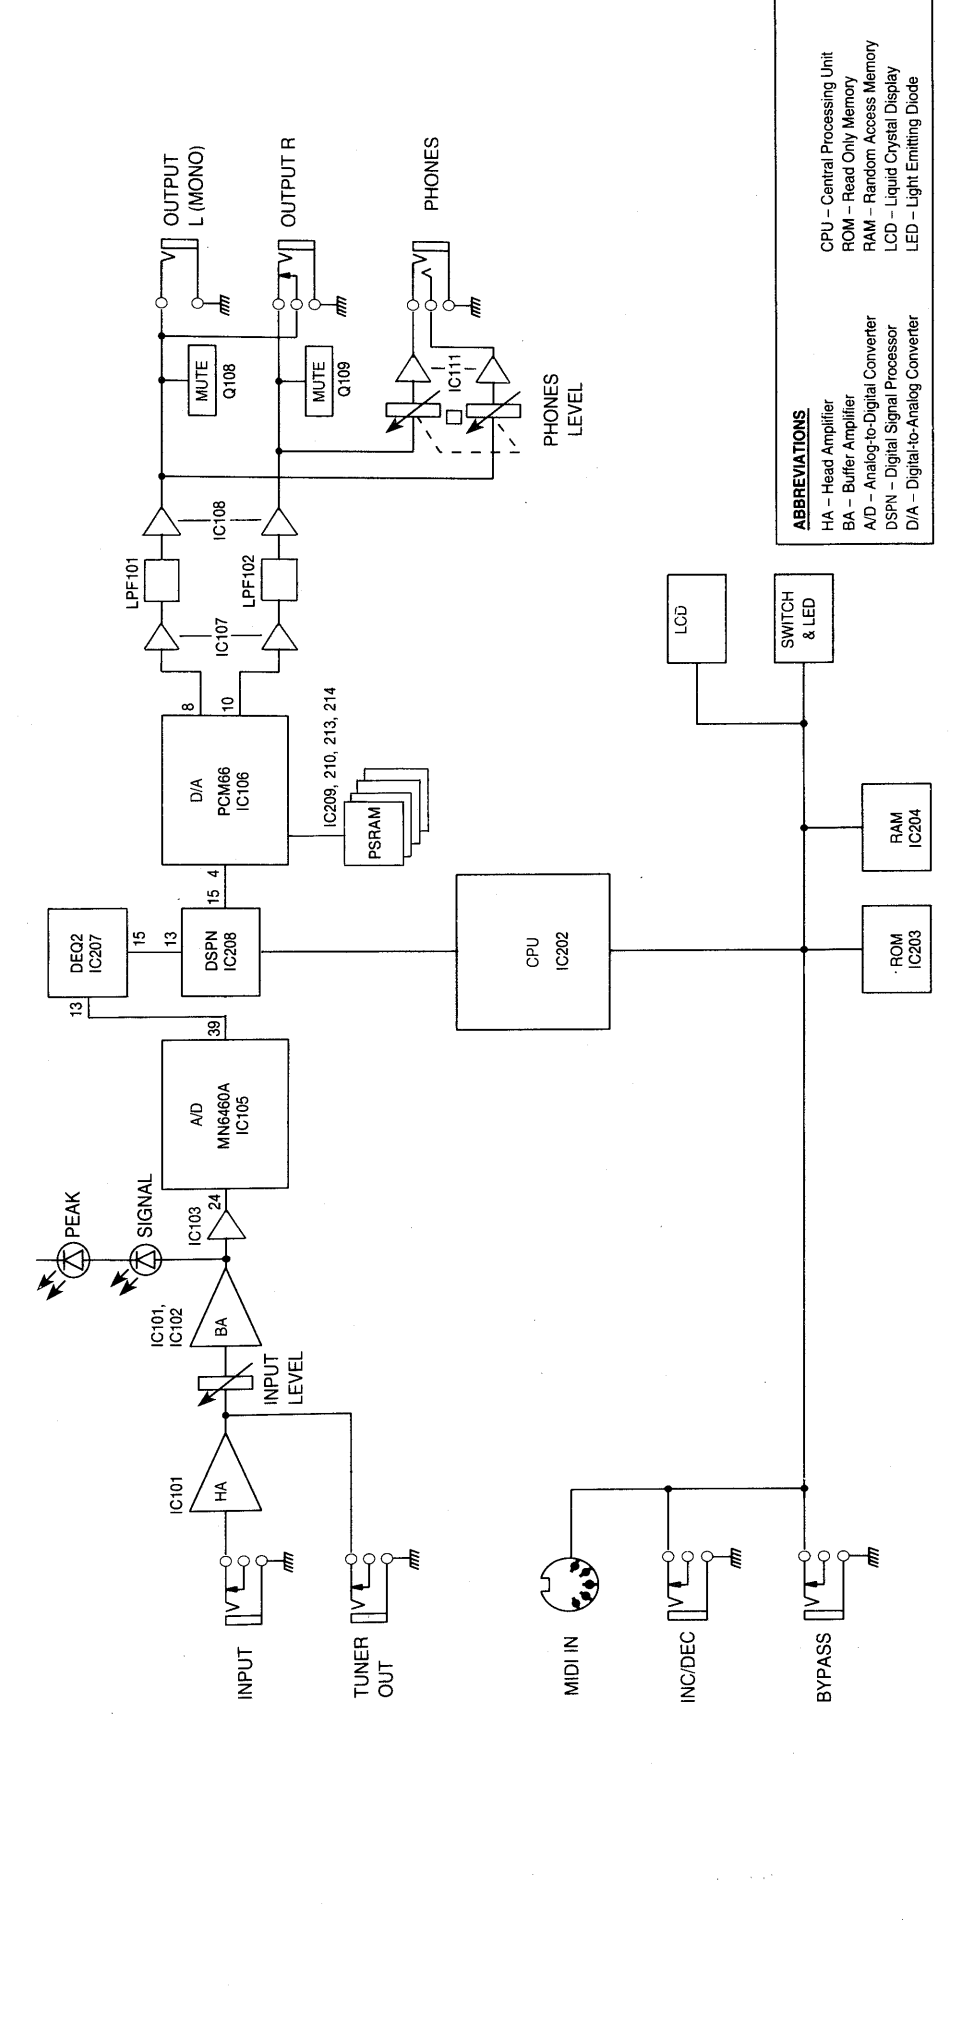 INPUT
TUNER
OUT
IC101
HA
INPUT
LEVEL
IC101,
IC102
BA
PEAK
SIGNAL
IC103
24
A/D
MN6460A
IC105
39
13
DEQ2
IC207
15
13
DSPN
IC208
15
4
D/A
PCM66
IC106
8
10
PSRAM
IC209, 210, 213, 214
IC107
LPF101
LPF102
IC108
MUTE
Q108
MUTE
Q109
IC111
PHONES
LEVEL
OUTPUT
L (MONO)
OUTPUT R
PHONES
MIDI IN
INC/DEC
BYPASS
CPU
IC202
ROM
IC203
RAM
IC204
LCD
SWITCH
& LED
ABBREVIATIONS
HA – Head Amplifier
BA – Buffer Amplifier
A/D – Analog-to-Digital Converter
DSPN – Digital Signal Processor
D/A – Digital-to-Analog Converter
CPU – Central Processing Unit
ROM – Read Only Memory
RAM – Random Access Memory
LCD – Liquid Crystal Display
LED – Light Emitting Diode